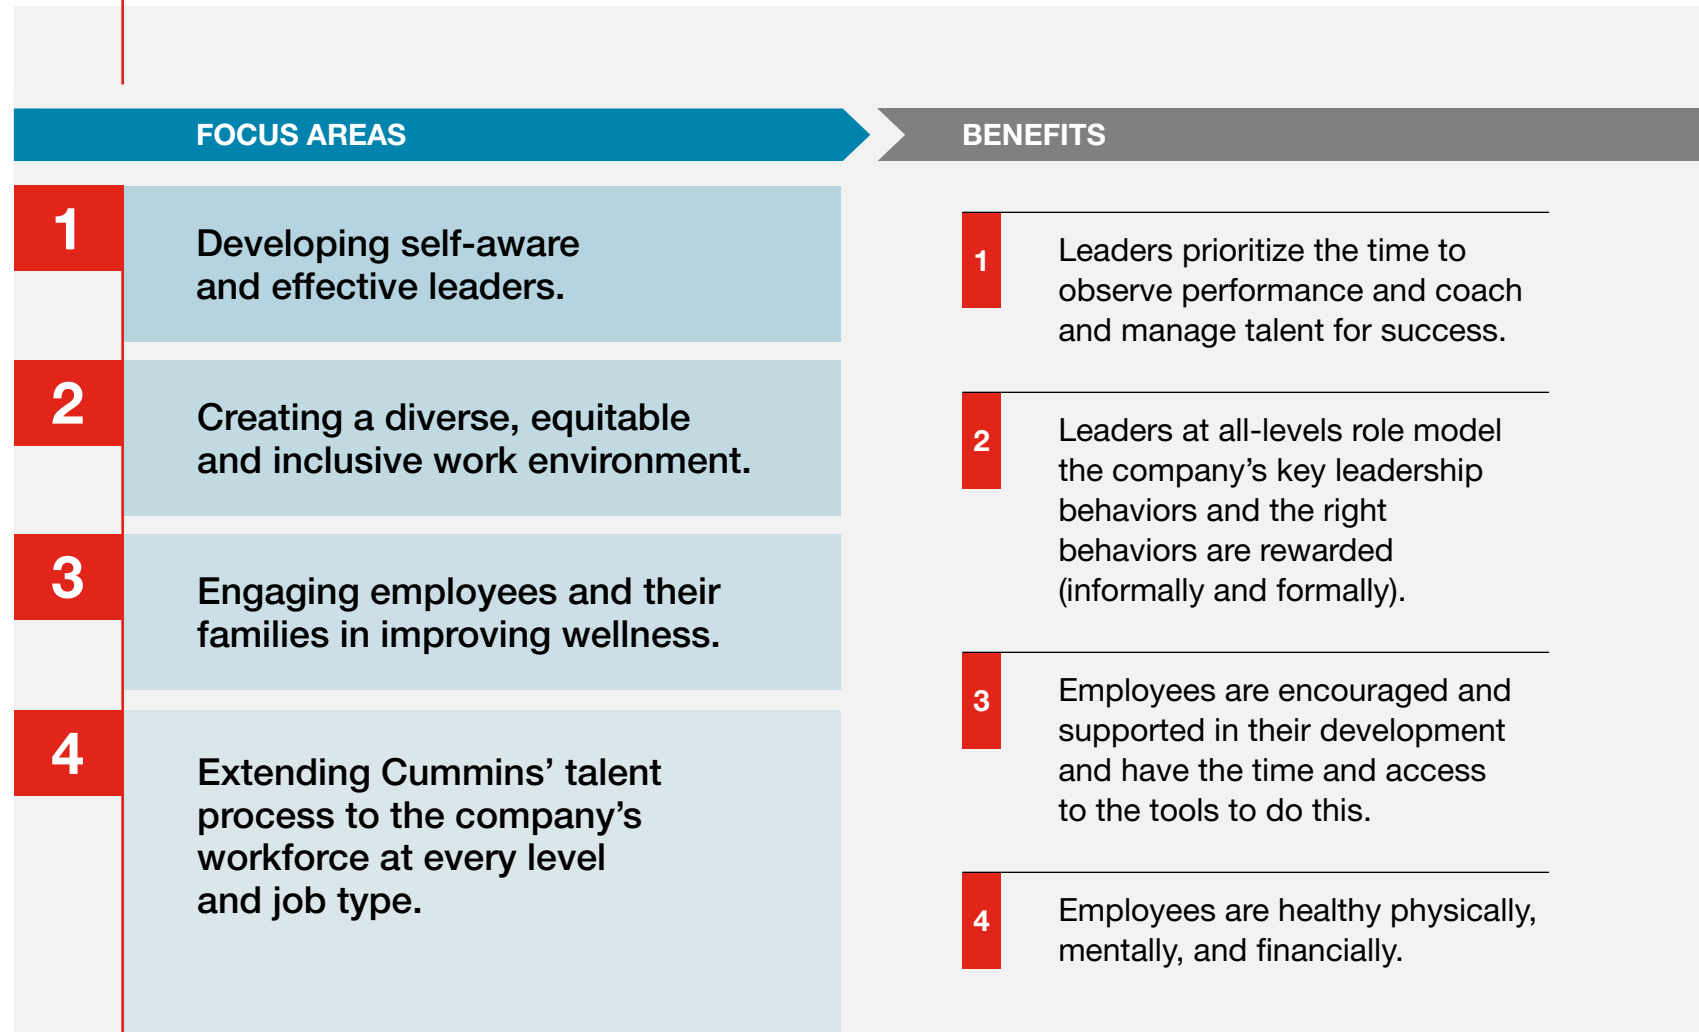 FOCUS AREAS
1
Developing self-aware
and effective leaders.
2
Creating a diverse, equitable
and inclusive work environment.
3
Engaging employees and their
families in improving wellness.
4
Extending Cummins’ talent
process to the company’s
workforce at every level
and job type.
BENEFITS
1
Leaders prioritize the time to
observe performance and coach
and manage talent for success.
2
Leaders at all-levels role model
the company’s key leadership
behaviors and the right
behaviors are rewarded
(informally and formally).
3
Employees are encouraged and
supported in their development
and have the time and access
to the tools to do this.
4
Employees are healthy physically,
mentally, and financially.